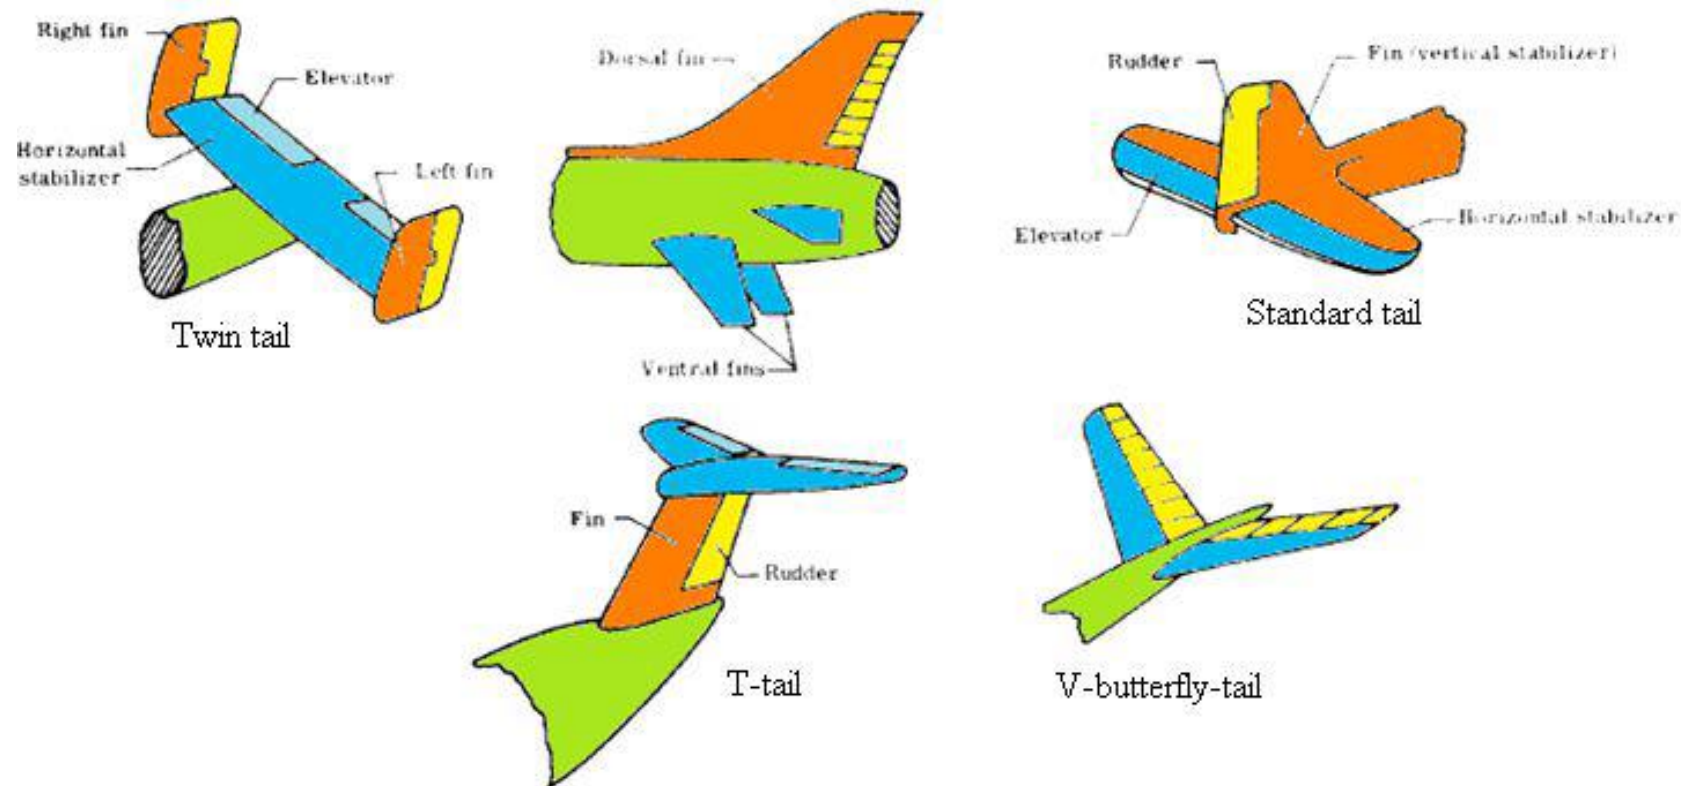 Right fin
Elevator
Horizontal
stabilizer
Left fin
Twin tail
Dorsal fin
Ventral fins
Rudder
Fin (vertical stabilizer)
Elevator
Horizontal stabilizer
Standard tail
Fin
Rudder
T-tail
V-butterfly-tail